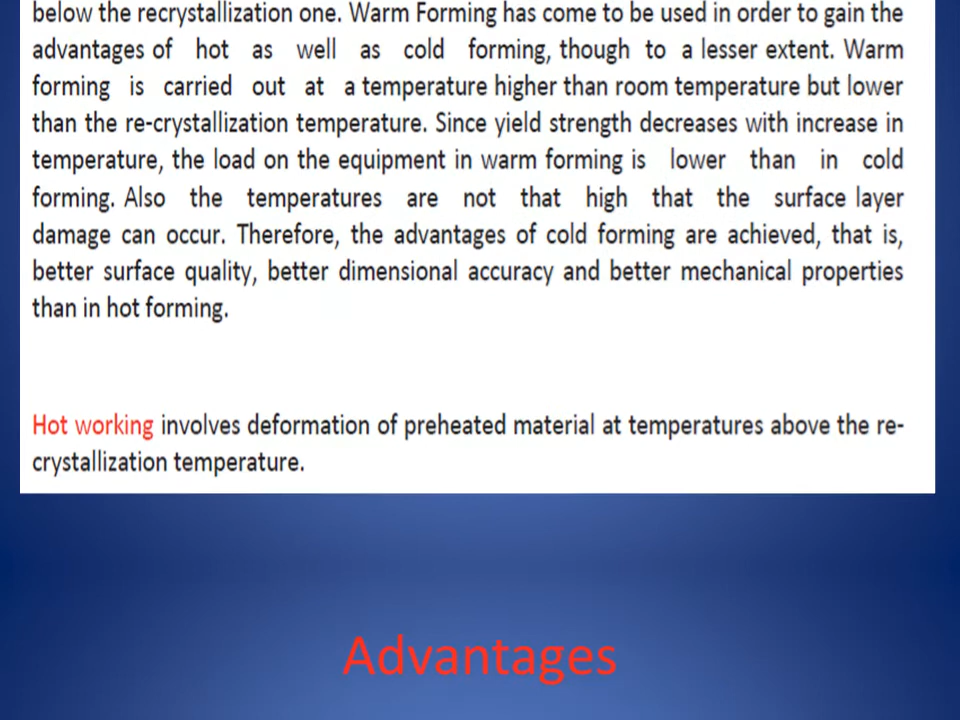 below the recrystallization one. Warm Forming has come to be used in order to gain the
advantages of hot as well as cold forming, though to a lesser extent. Warm
forming is carried out at a temperature higher than room temperature but lower
than the re-crystallization temperature. Since yield strength decreases with increase in
temperature, the load on the equipment in warm forming is lower than in cold
forming. Also the temperatures are not that high that the surface layer
damage can occur. Therefore, the advantages of cold forming are achieved, that is,
better surface quality, better dimensional accuracy and better mechanical properties
than in hot forming.
Hot working involves deformation of preheated material at temperatures above the re-
crystallization temperature.
Advantages